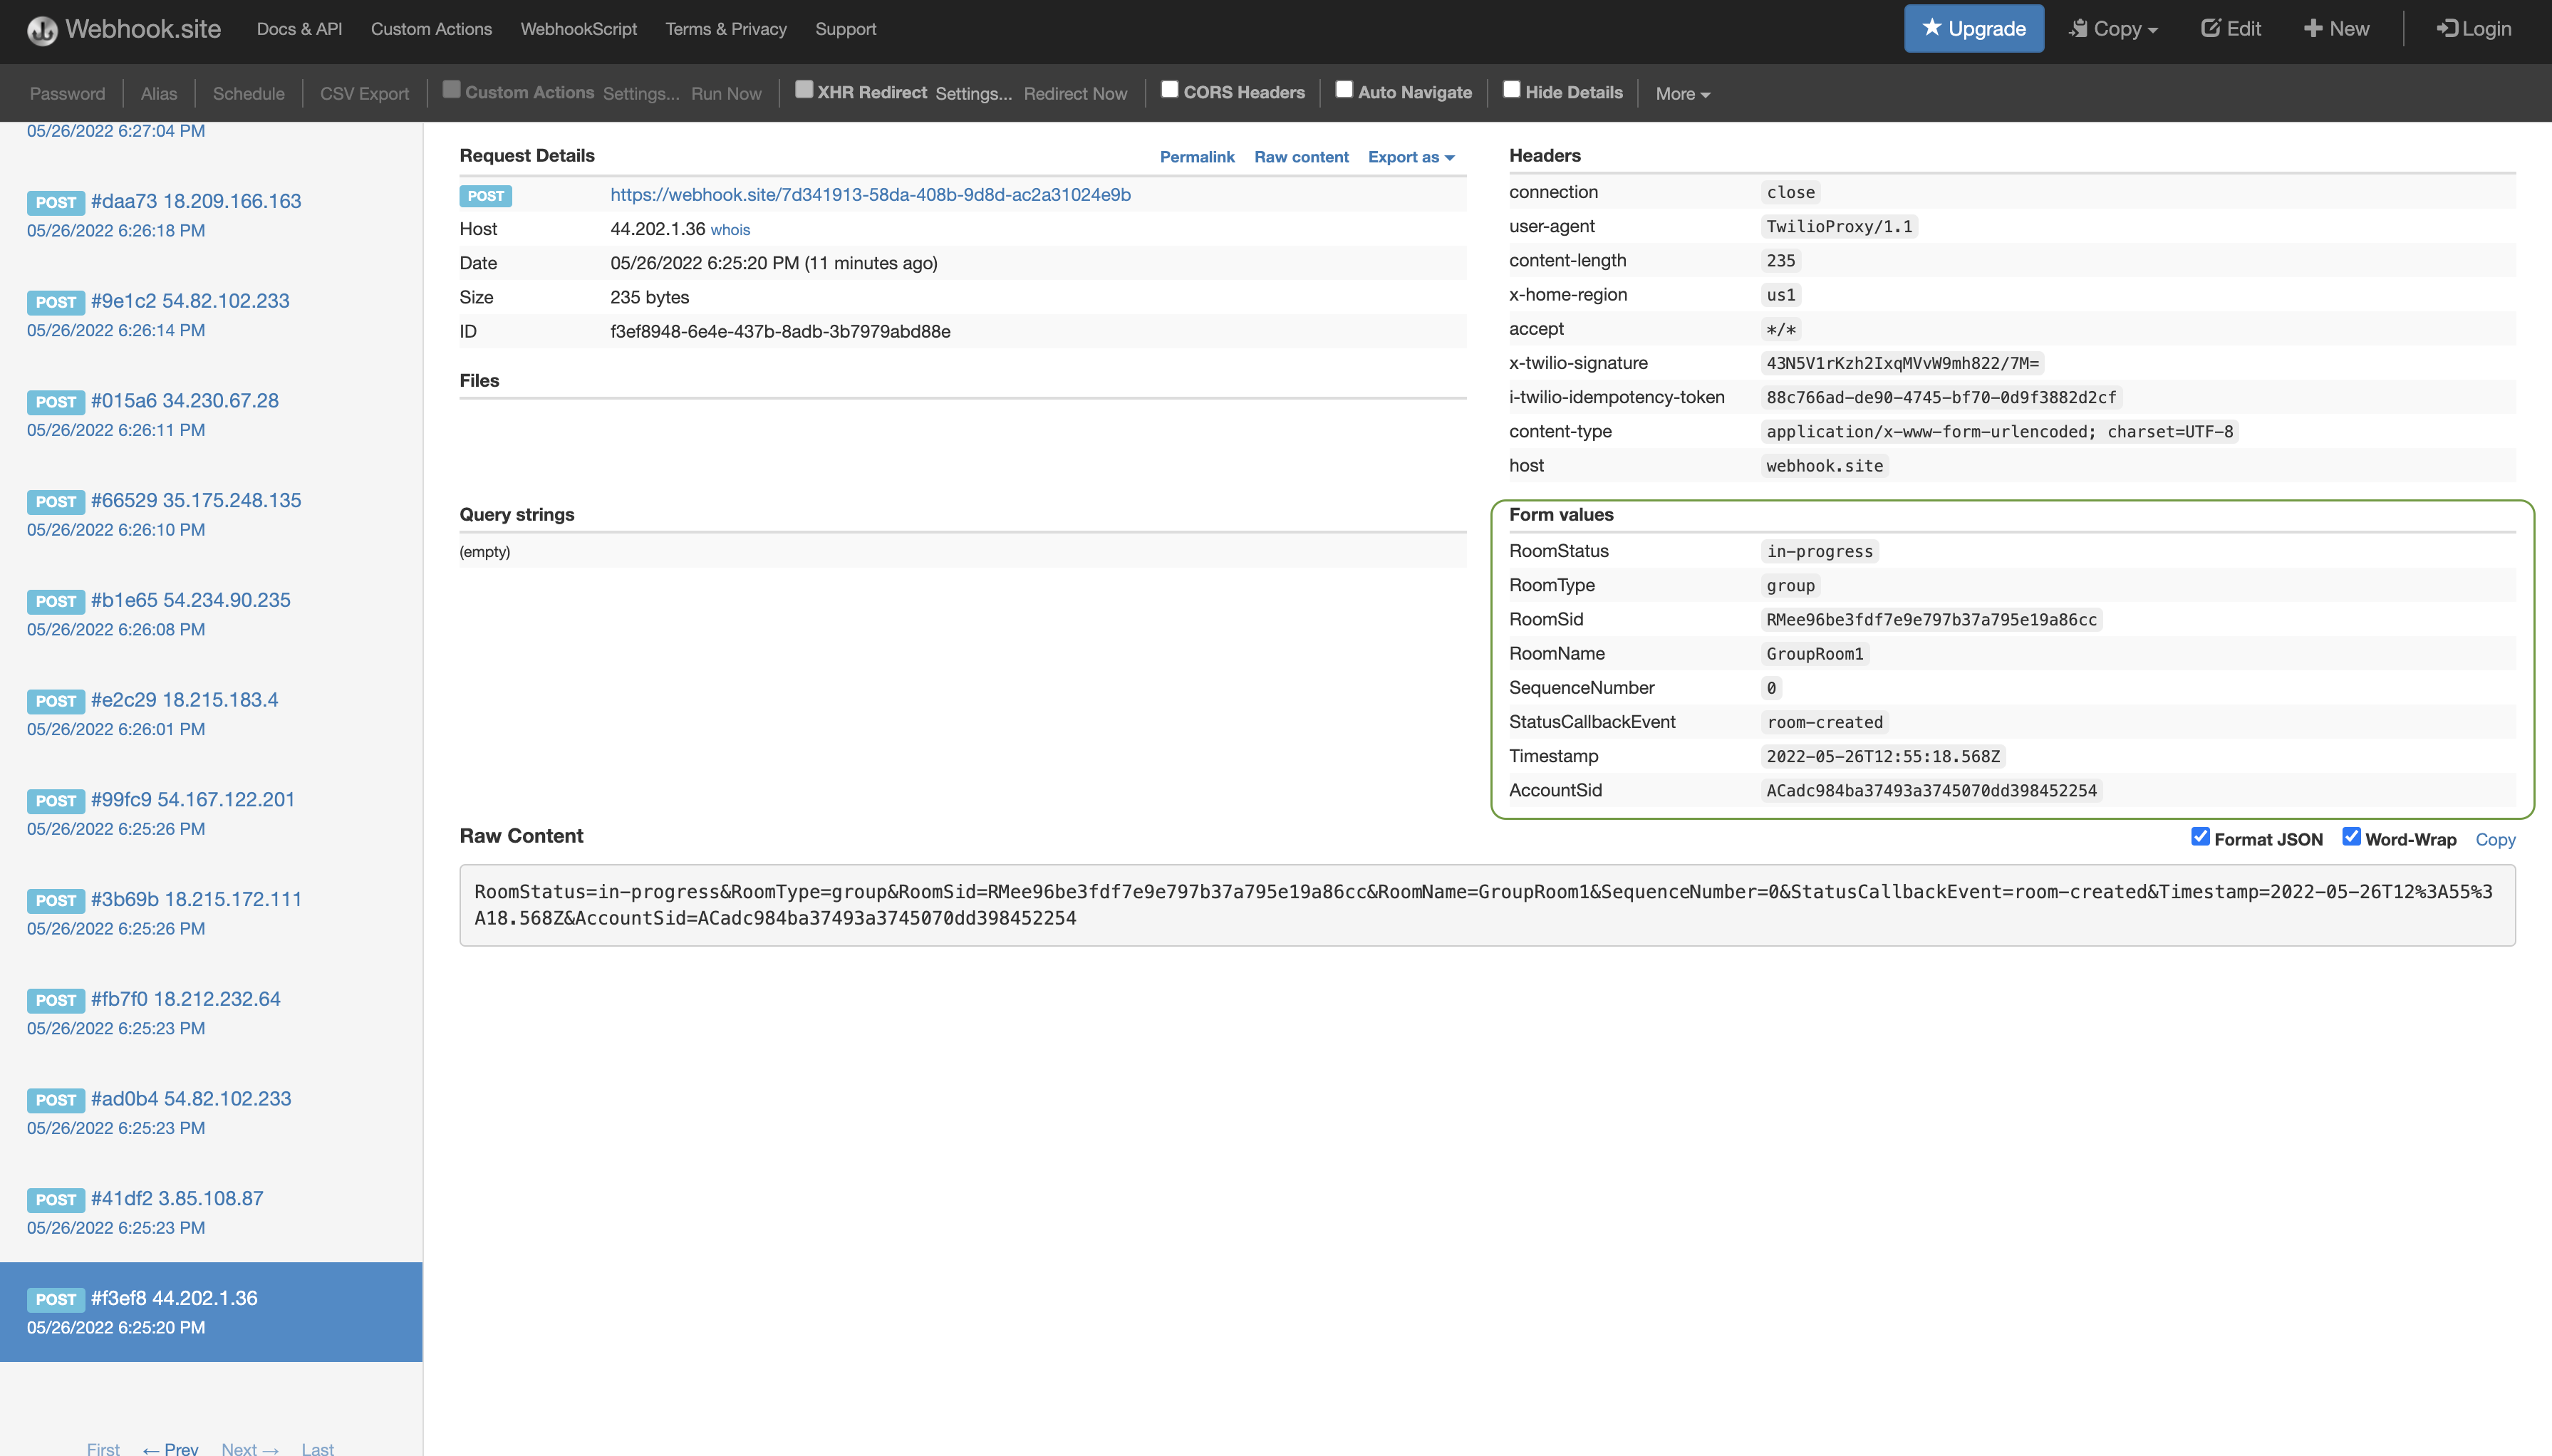 Webhook.site Docs & API Custom Actions WebhookScript Terms & Privacy Support Upgrade Copy Edit New Login
Password Alias Schedule CSV Export Custom Actions Settings... Run Now XHR Redirect Settings... Redirect Now CORS Headers Auto Navigate Hide Details More
05/26/2022 6:27:04 PM
POST #daa73 18.209.166.163
05/26/2022 6:26:18 PM
POST #9e1c2 54.82.102.233
05/26/2022 6:26:14 PM
POST #015a6 34.230.67.28
05/26/2022 6:26:11 PM
POST #66529 35.175.248.135
05/26/2022 6:26:10 PM
POST #b1e65 54.234.90.235
05/26/2022 6:26:08 PM
POST #e2c29 18.215.183.4
05/26/2022 6:26:01 PM
POST #99fc9 54.167.122.201
05/26/2022 6:25:26 PM
POST #3b69b 18.215.172.111
05/26/2022 6:25:26 PM
POST #fb7f0 18.212.232.64
05/26/2022 6:25:23 PM
POST #ad0b4 54.82.102.233
05/26/2022 6:25:23 PM
POST #41df2 3.85.108.87
05/26/2022 6:25:23 PM
POST #f3ef8 44.202.1.36
05/26/2022 6:25:20 PM
First ← Prev Next → Last
Request Details Permalink Raw content Export as
POST https://webhook.site/7d341913-58da-408b-9d8d-ac2a31024e9b
Host 44.202.1.36 whois
Date 05/26/2022 6:25:20 PM (11 minutes ago)
Size 235 bytes
ID f3ef8948-6e4e-437b-8adb-3b7979abd88e
Files
Query strings
(empty)
Headers
connection close
user-agent TwilioProxy/1.1
content-length 235
x-home-region us1
accept */*
x-twilio-signature 43N5V1rKzh2IxqMVvW9mh822/7M=
i-twilio-idempotency-token 88c766ad-de90-4745-bf70-0d9f3882d2cf
content-type application/x-www-form-urlencoded; charset=UTF-8
host webhook.site
Form values
RoomStatus in-progress
RoomType group
RoomSid RMee96be3fdf7e9e797b37a795e19a86cc
RoomName GroupRoom1
SequenceNumber 0
StatusCallbackEvent room-created
Timestamp 2022-05-26T12:55:18.568Z
AccountSid ACadc984ba37493a3745070dd398452254
Raw Content Format JSON Word-Wrap Copy
RoomStatus=in-progress&RoomType=group&RoomSid=RMee96be3fdf7e9e797b37a795e19a86cc&RoomName=GroupRoom1&SequenceNumber=0&StatusCallbackEvent=room-created&Timestamp=2022-05-26T12%3A55%3
A18.568Z&AccountSid=ACadc984ba37493a3745070dd398452254